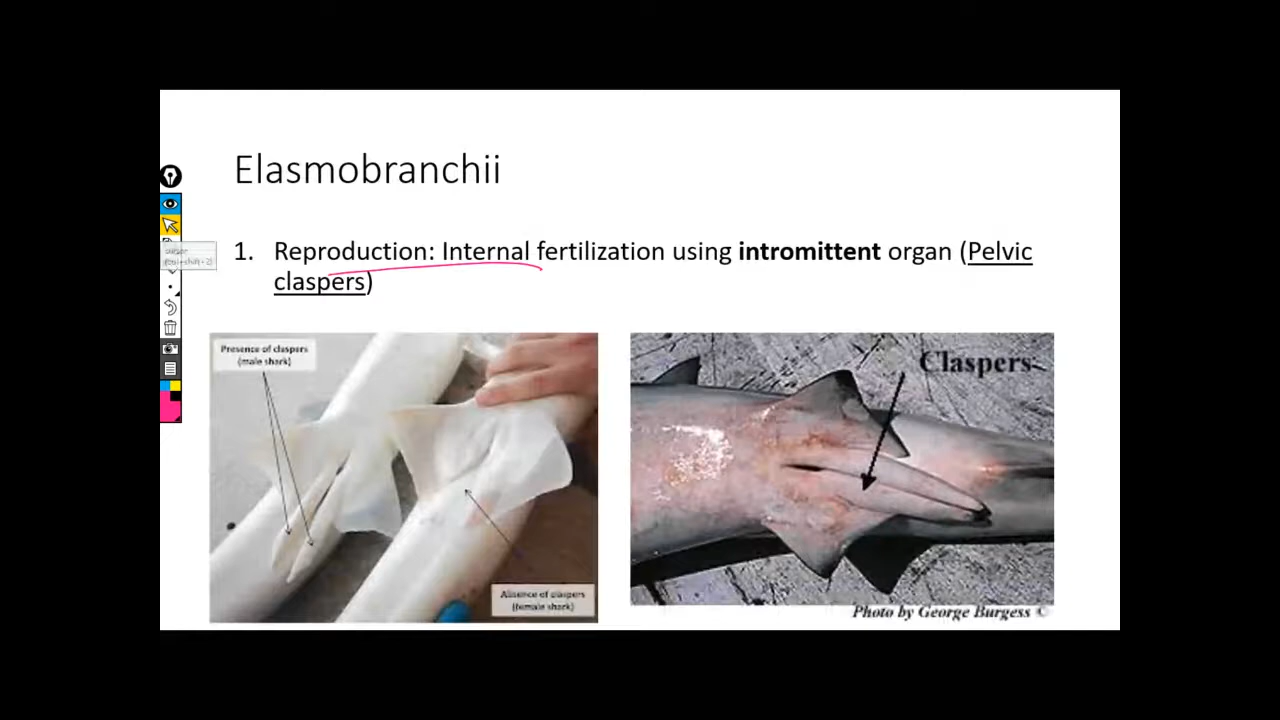 Elasmobranchii
1. Reproduction: Internal fertilization using intromittent organ (Pelvic
claspers)
Presence of claspers
(male shark)
Claspers
Absence of claspers
(female shark)
Photo by George Burgess ©